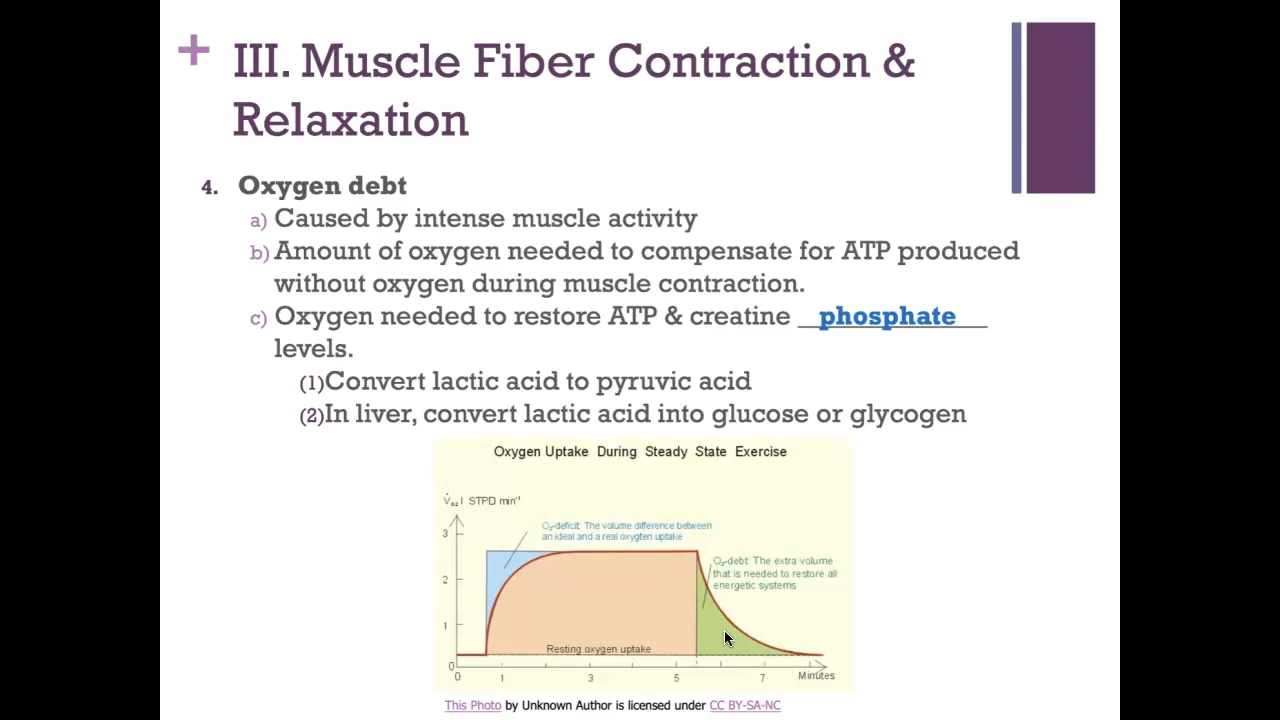 + III. Muscle Fiber Contraction &
Relaxation
4. Oxygen debt
a) Caused by intense muscle activity
b) Amount of oxygen needed to compensate for ATP produced
without oxygen during muscle contraction.
c) Oxygen needed to restore ATP & creatine __phosphate___
levels.
(1)Convert lactic acid to pyruvic acid
(2)In liver, convert lactic acid into glucose or glycogen
Oxygen Uptake During Steady State Exercise
V̇o2 l STPD min⁻¹
O₂-deficit: The volume difference between
an ideal and a real oxygten uptake
O₂-debt: The extra volume
that is needed to restore all
energetic systems
3
2
1
0
Resting oxygen uptake
0 1 3 5 7 Minutes
This Photo by Unknown Author is licensed under CC BY-SA-NC